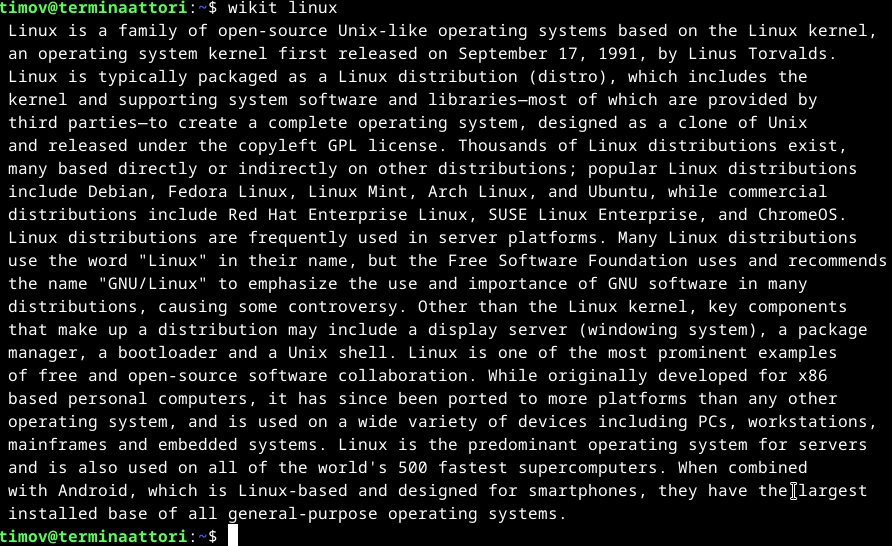 timov@terminaattori:~$ wikit linux
Linux is a family of open-source Unix-like operating systems based on the Linux kernel,
an operating system kernel first released on September 17, 1991, by Linus Torvalds.
Linux is typically packaged as a Linux distribution (distro), which includes the
kernel and supporting system software and libraries—most of which are provided by
third parties—to create a complete operating system, designed as a clone of Unix
and released under the copyleft GPL license. Thousands of Linux distributions exist,
many based directly or indirectly on other distributions; popular Linux distributions
include Debian, Fedora Linux, Linux Mint, Arch Linux, and Ubuntu, while commercial
distributions include Red Hat Enterprise Linux, SUSE Linux Enterprise, and ChromeOS.
Linux distributions are frequently used in server platforms. Many Linux distributions
use the word "Linux" in their name, but the Free Software Foundation uses and recommends
the name "GNU/Linux" to emphasize the use and importance of GNU software in many
distributions, causing some controversy. Other than the Linux kernel, key components
that make up a distribution may include a display server (windowing system), a package
manager, a bootloader and a Unix shell. Linux is one of the most prominent examples
of free and open-source software collaboration. While originally developed for x86
based personal computers, it has since been ported to more platforms than any other
operating system, and is used on a wide variety of devices including PCs, workstations,
mainframes and embedded systems. Linux is the predominant operating system for servers
and is also used on all of the world's 500 fastest supercomputers. When combined
with Android, which is Linux-based and designed for smartphones, they have the largest
installed base of all general-purpose operating systems.
timov@terminaattori:~$